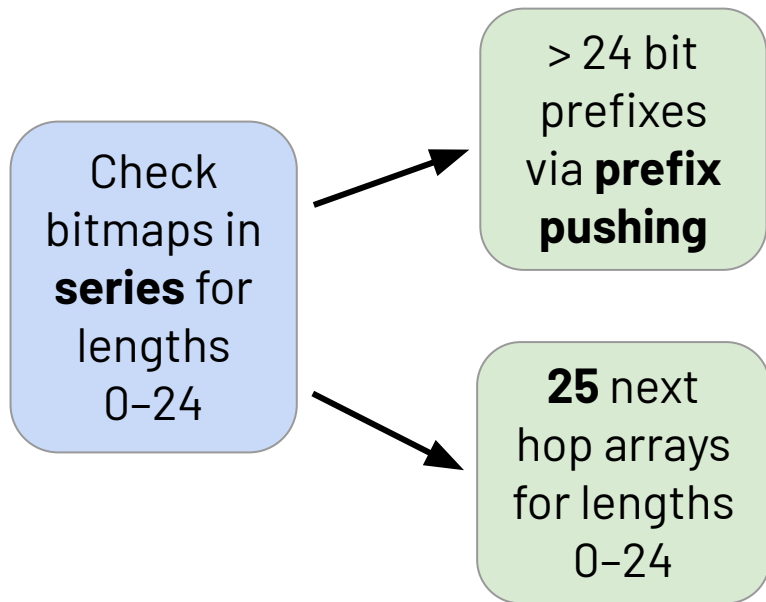 Check
bitmaps in
series for
lengths
0–24
> 24 bit
prefixes
via prefix
pushing
25 next
hop arrays
for lengths
0–24